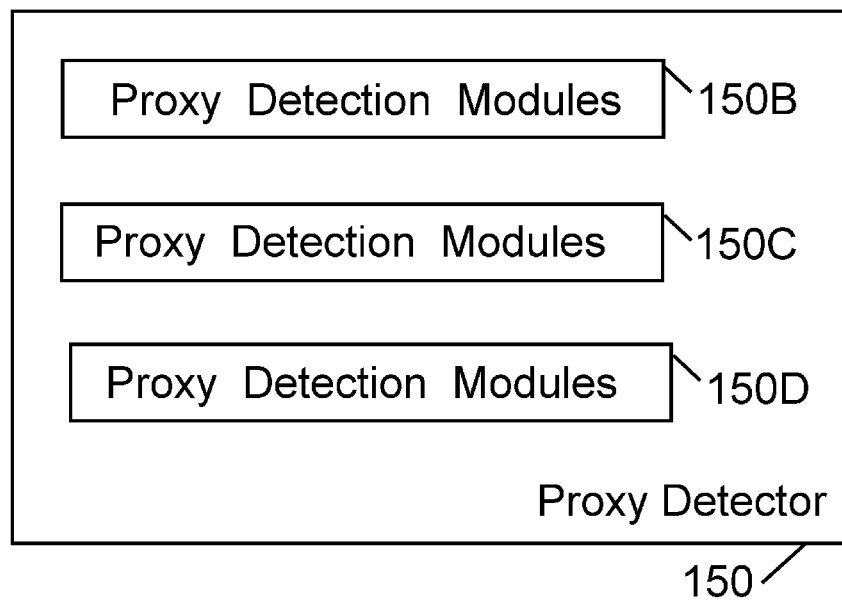 Proxy Detection Modules 150B
Proxy Detection Modules 150C
Proxy Detection Modules 150D
Proxy Detector
150